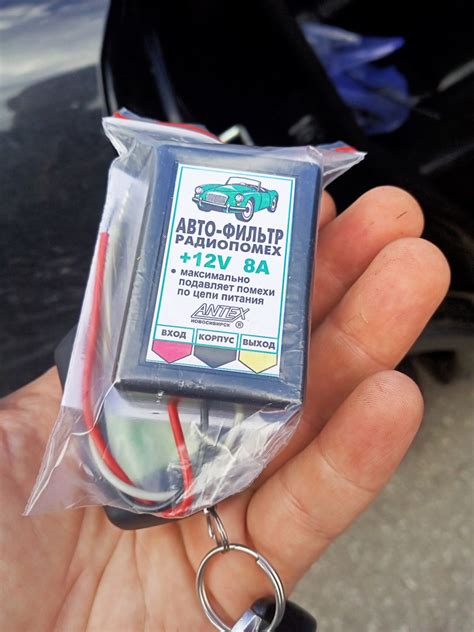 АВТО-ФИЛЬТР
РАДИОПОМЕХ
+12V 8A
• максимально
подавляет помехи
по цепи питания
ANTEX
НОВОСИБИРСК ®
ВХОД КОРПУС ВЫХОД